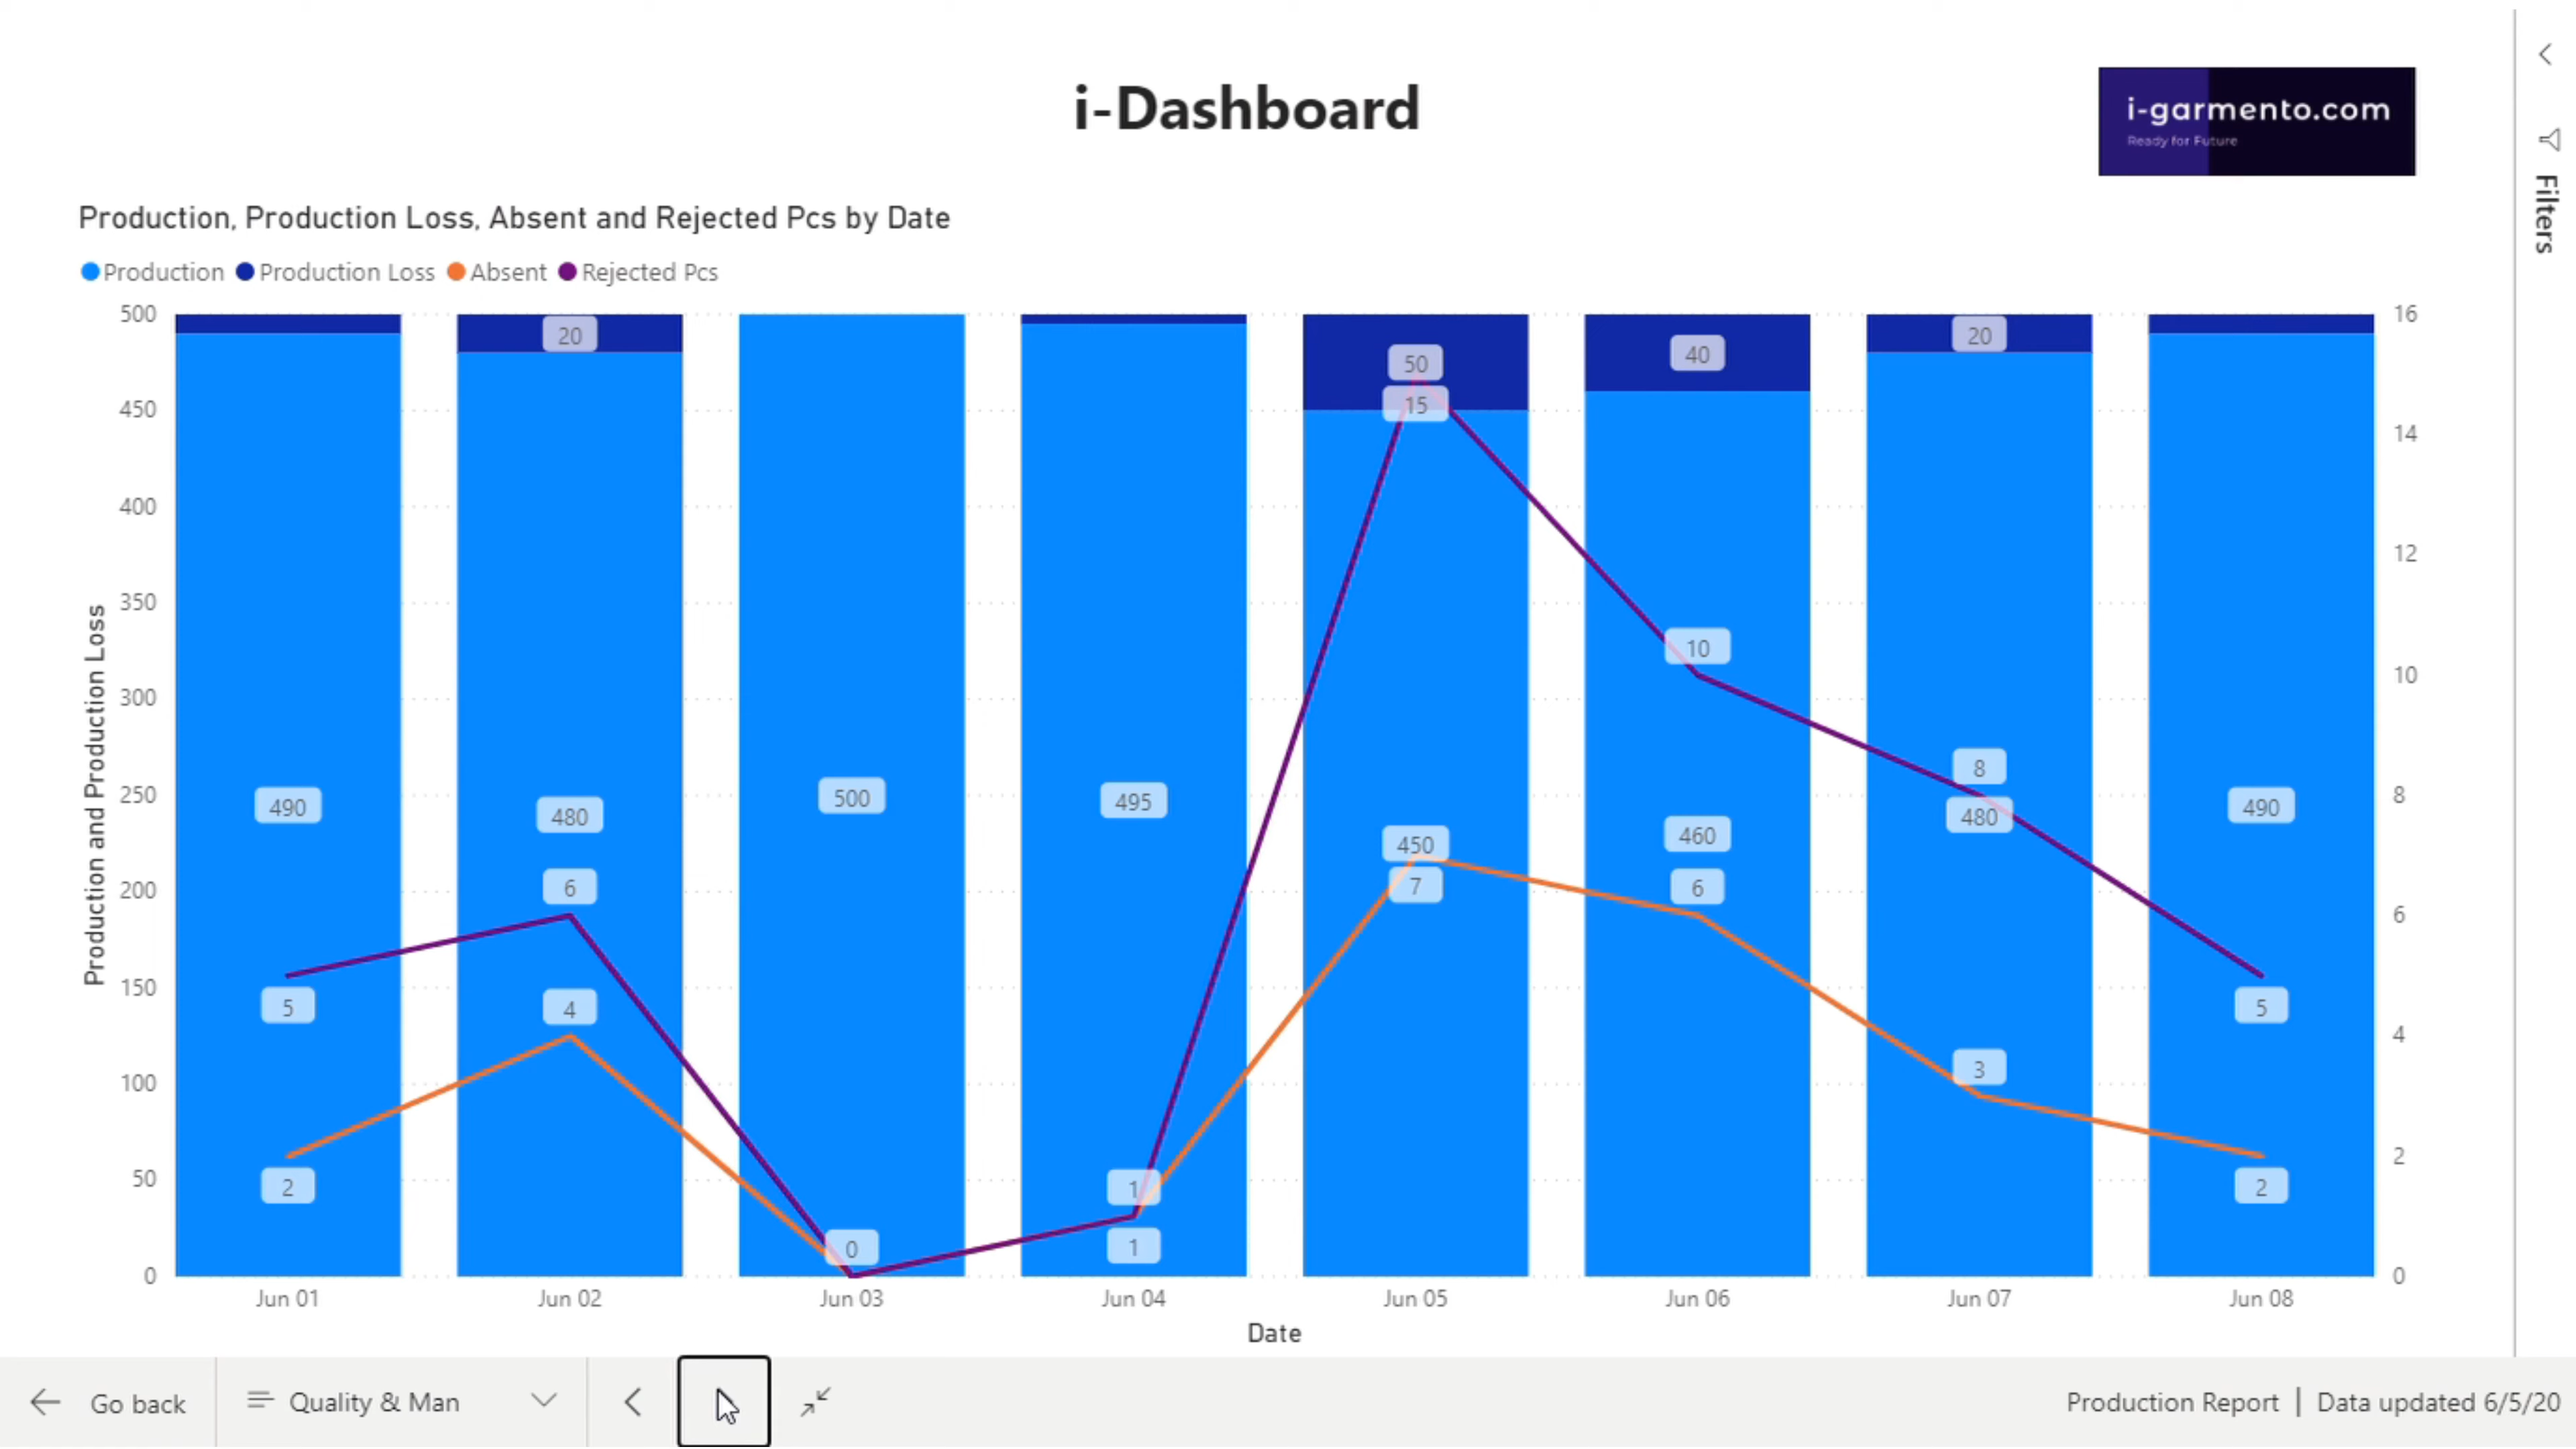 i-Dashboard
i-garmento.com
Ready for Future
Filters
Production, Production Loss, Absent and Rejected Pcs by Date
Production Production Loss Absent Rejected Pcs
Production and Production Loss
500 16
20 20
40
50
15
450 14
400 12
350
10
300 10
8
250 8
490 480 500 495 450 460 480 490
200
6 7 6
6
150
5 4 5
100 4
3
50 2
2 1 2
0 1
0 0
Jun 01 Jun 02 Jun 03 Jun 04 Jun 05 Jun 06 Jun 07 Jun 08
Date
Go back Quality & Man Production Report | Data updated 6/5/20